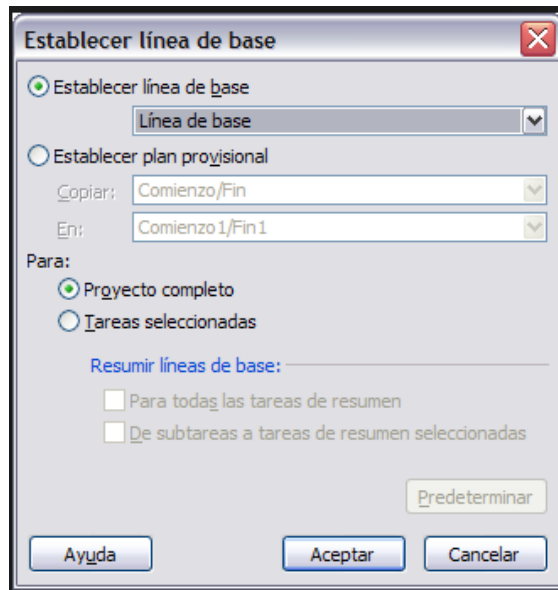 Establecer línea de base
Establecer línea de base
Línea de base
Establecer plan provisional
Copiar: Comienzo/Fin
En: Comienzo1/Fin1
Para:
Proyecto completo
Tareas seleccionadas
Resumir líneas de base:
Para todas las tareas de resumen
De subtareas a tareas de resumen seleccionadas
Predeterminar
Ayuda Aceptar Cancelar